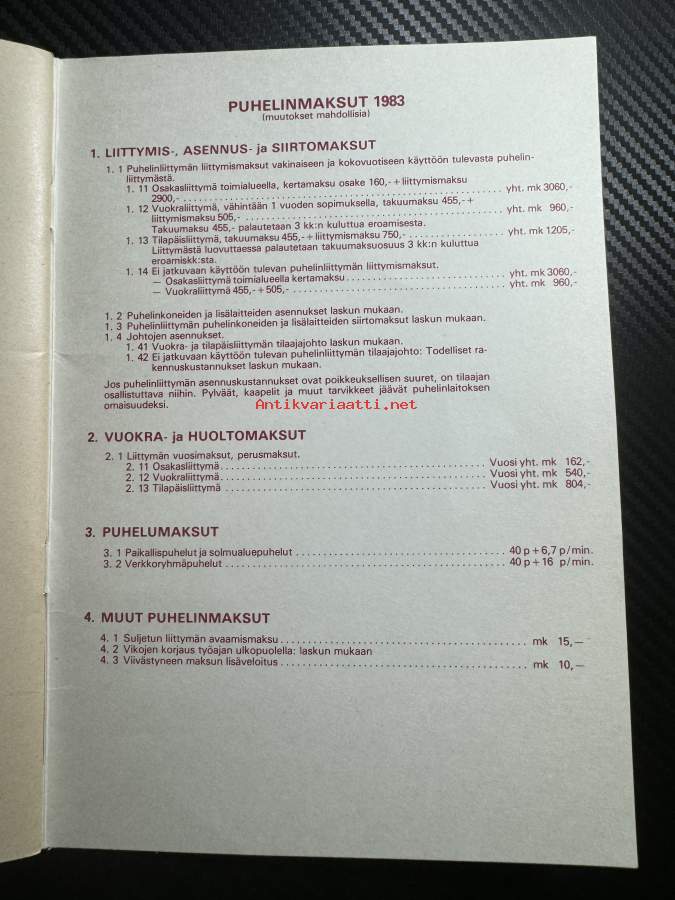 PUHELINMAKSUT 1983
(muutokset mahdollisia)
1. LIITTYMIS-, ASENNUS- ja SIIRTOMAKSUT
1. 1 Puhelinliittymän liittymismaksut vakinaiseen ja kokovuotiseen käyttöön tulevasta puhelin-
liittymästä.
1. 11 Osakasliittymä toimialueella, kertamaksu osake 160,- + liittymismaksu
2900,- ........ yht. mk 3060,-
1. 12 Vuokraliittymä, vähintään 1 vuoden sopimuksella, takuumaksu 455,- +
liittymismaksu 505,- ........ yht. mk 960,-
Takuumaksu 455,- palautetaan 3 kk:n kuluttua eroamisesta.
1. 13 Tilapäisliittymä, takuumaksu 455,- + liittymismaksu 750,- ........ yht. mk 1205,-
Liittymästä luovuttaessa palautetaan takuumaksuosuus 3 kk:n kuluttua
eroamiskk:sta.
1. 14 Ei jatkuvaan käyttöön tulevan puhelinliittymän liittymismaksut.
— Osakasliittymä toimialueella kertamaksu ........ yht. mk 3060,-
— Vuokraliittymä 455,- + 505,- ........ yht. mk 960,-
1. 2 Puhelinkoneiden ja lisälaitteiden asennukset laskun mukaan.
1. 3 Puhelinliittymän puhelinkoneiden ja lisälaitteiden siirtomaksut laskun mukaan.
1. 4 Johtojen asennukset.
1. 41 Vuokra- ja tilapäisliittymän tilaajajohto laskun mukaan.
1. 42 Ei jatkuvaan käyttöön tulevan puhelinliittymän tilaajajohto: Todelliset ra-
kennuskustannukset laskun mukaan.
Jos puhelinliittymän asennuskustannukset ovat poikkeuksellisen suuret, on tilaajan
osallistuttava niihin. Pylväät, kaapelit ja muut tarvikkeet jäävät puhelinlaitoksen
omaisuudeksi.
Antikvariaatti.net
2. VUOKRA- ja HUOLTOMAKSUT
2. 1 Liittymän vuosimaksut, perusmaksut.
2. 11 Osakasliittymä ........ Vuosi yht. mk 162,-
2. 12 Vuokraliittymä ........ Vuosi yht. mk 540,-
2. 13 Tilapäisliittymä ........ Vuosi yht. mk 804,-
3. PUHELUMAKSUT
3. 1 Paikallispuhelut ja solmualuepuhelut ........ 40 p + 6,7 p/min.
3. 2 Verkkoryhmäpuhelut ........ 40 p + 16 p/min.
4. MUUT PUHELINMAKSUT
4. 1 Suljetun liittymän avaamismaksu ........ mk 15,—
4. 2 Vikojen korjaus työajan ulkopuolella: laskun mukaan
4. 3 Viivästyneen maksun lisäveloitus ........ mk 10,—